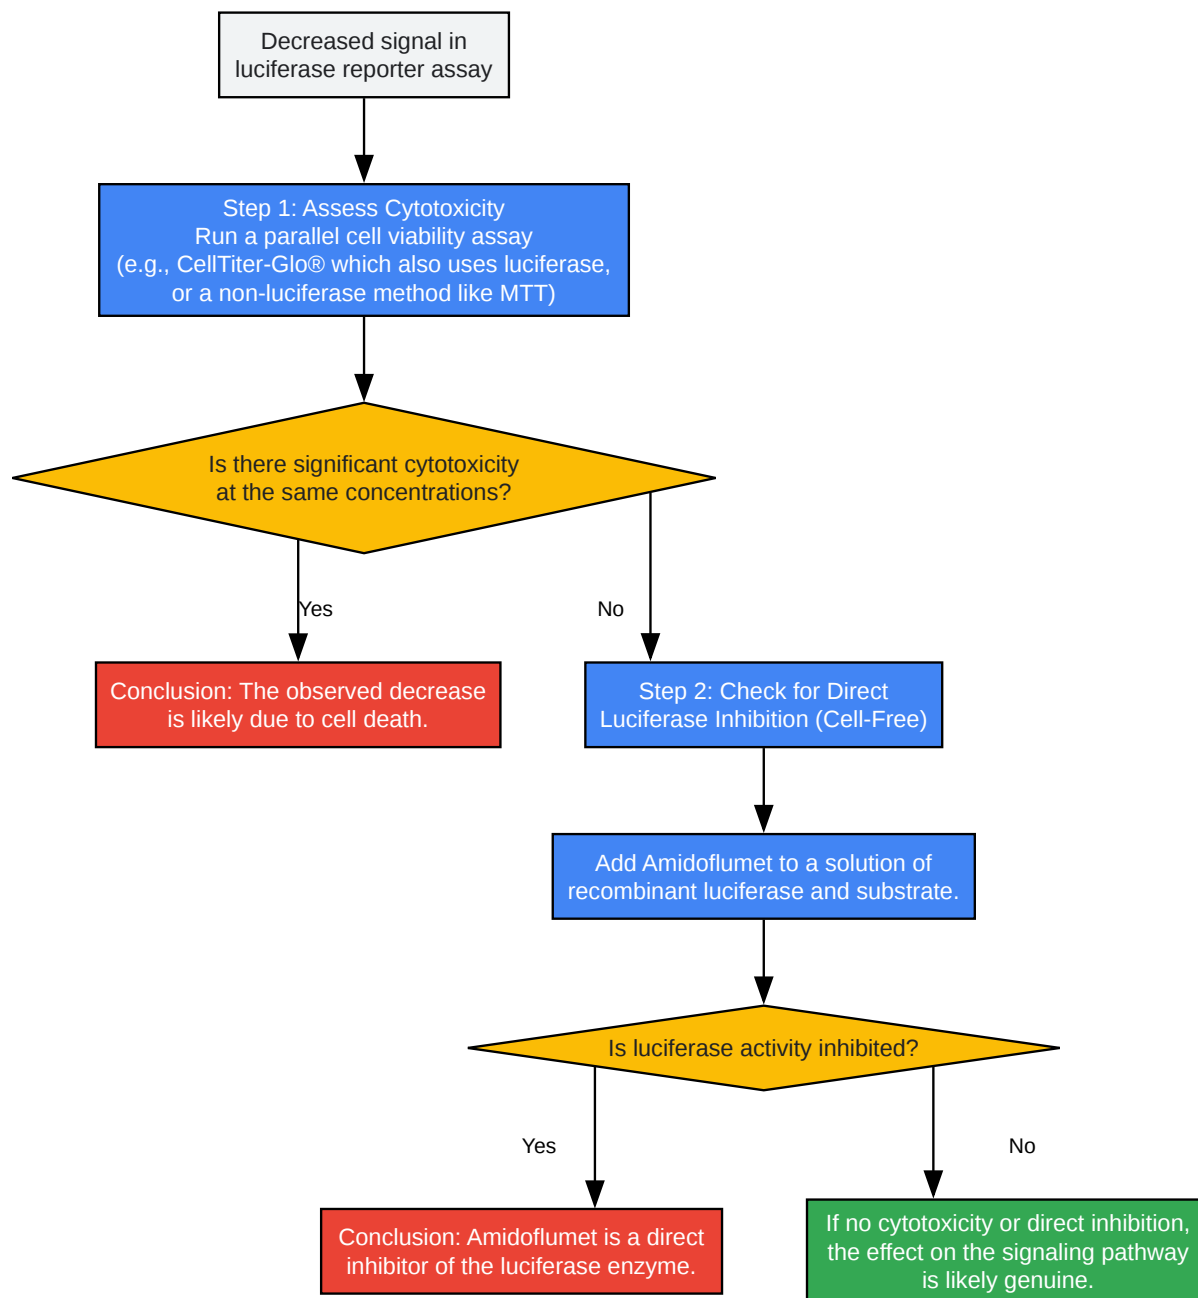 Decreased signal in
luciferase reporter assay
Step 1: Assess Cytotoxicity
Run a parallel cell viability assay
(e.g., CellTiter-Glo® which also uses luciferase,
or a non-luciferase method like MTT)
Is there significant cytotoxicity
at the same concentrations?
Yes
No
Conclusion: The observed decrease
is likely due to cell death.
Step 2: Check for Direct
Luciferase Inhibition (Cell-Free)
Add Amidoflumet to a solution of
recombinant luciferase and substrate.
Is luciferase activity inhibited?
Yes
No
Conclusion: Amidoflumet is a direct
inhibitor of the luciferase enzyme.
If no cytotoxicity or direct inhibition,
the effect on the signaling pathway
is likely genuine.